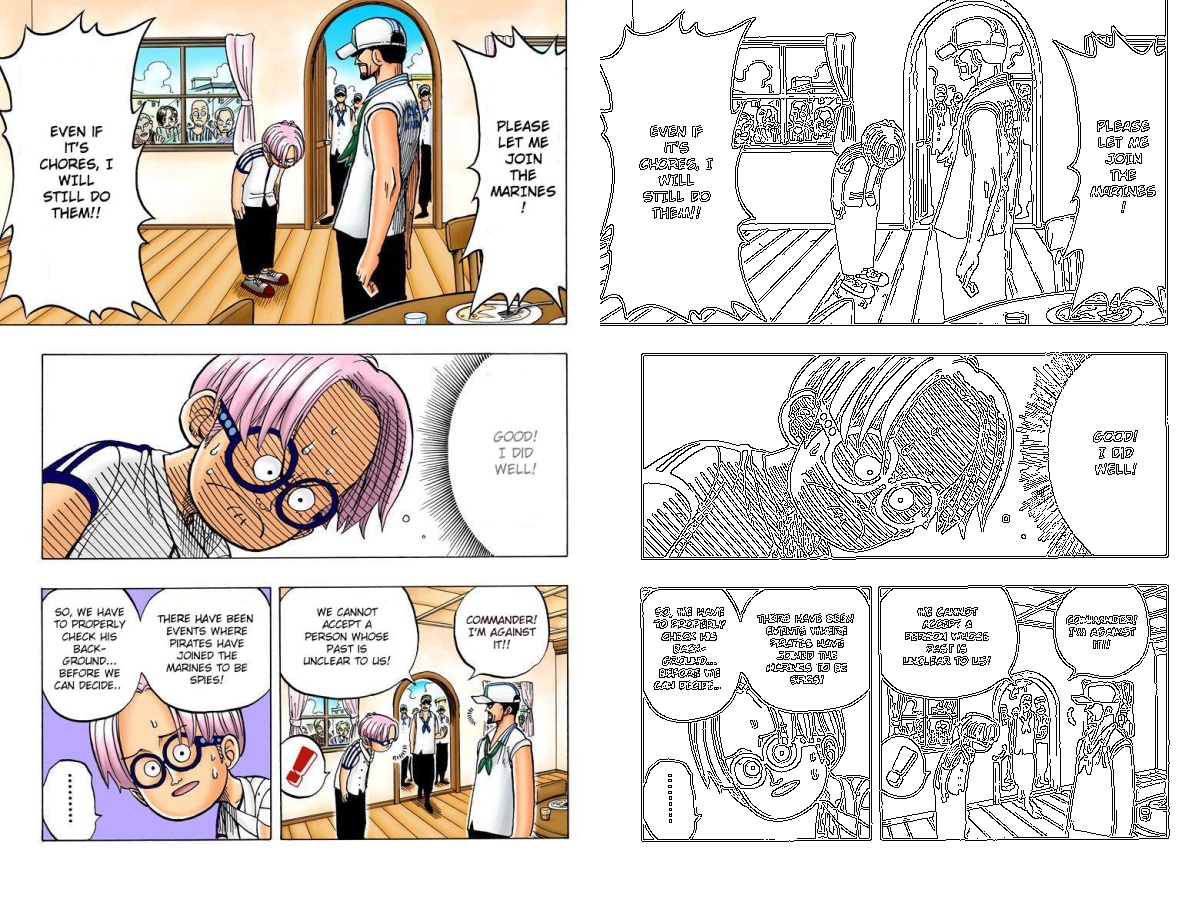 PLEASE
LET ME
JOIN
THE
MARINES
!
EVEN IF
IT'S
CHORES, I
WILL
STILL DO
THEM!!
GOOD!
I DID
WELL!
COMMANDER!
I'M AGAINST
IT!!
WE CANNOT
ACCEPT A
PERSON WHOSE
PAST IS
UNCLEAR TO US!
!
THERE HAVE BEEN
EVENTS WHERE
PIRATES HAVE
JOINED THE
MARINES TO BE
SPIES!
SO, WE HAVE
TO PROPERLY
CHECK HIS
BACK-
GROUND...
BEFORE WE
CAN DECIDE..
.........
PLEASE
LET ME
JOIN
THE
MARINES
!
EVEN IF
IT'S
CHORES, I
WILL
STILL DO
THEM!!
GOOD!
I DID
WELL!
COMMANDER!
I'M AGAINST
IT!!
WE CANNOT
ACCEPT A
PERSON WHOSE
PAST IS
UNCLEAR TO US!
!
THERE HAVE BEEN
EVENTS WHERE
PIRATES HAVE
JOINED THE
MARINES TO BE
SPIES!
SO, WE HAVE
TO PROPERLY
CHECK HIS
BACK-
GROUND...
BEFORE WE
CAN DECIDE..
.........